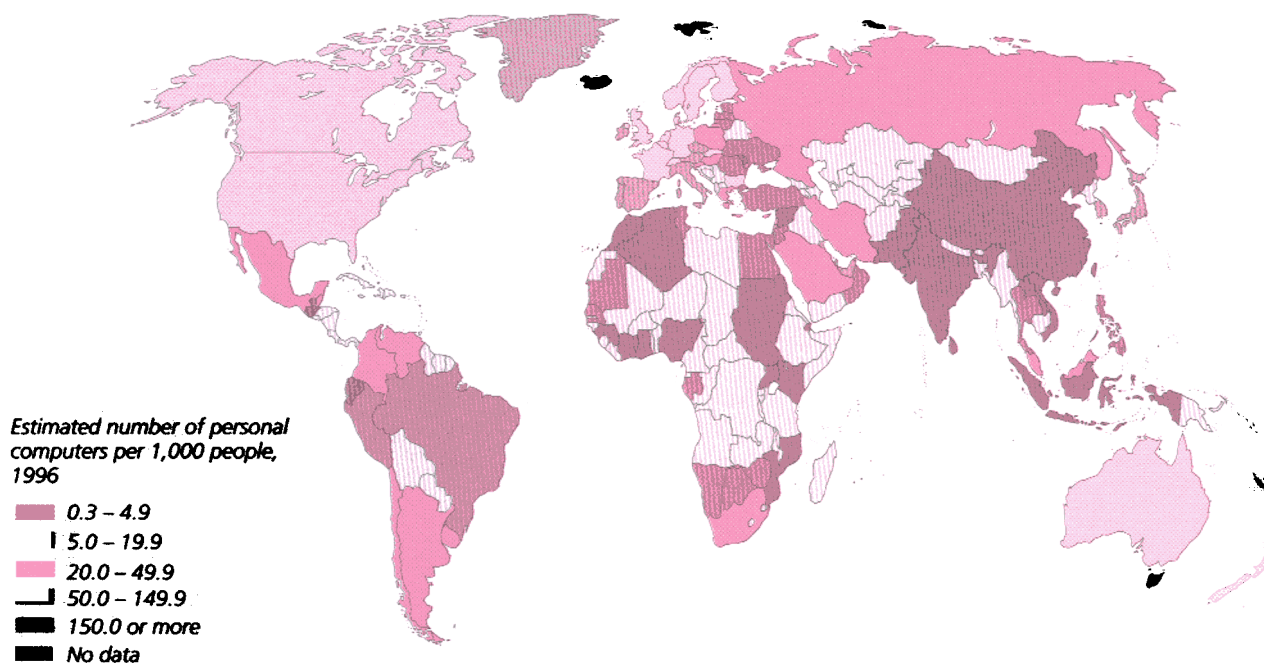 Estimated number of personal
computers per 1,000 people,
1996
0.3 – 4.9
5.0 – 19.9
20.0 – 49.9
50.0 – 149.9
150.0 or more
No data